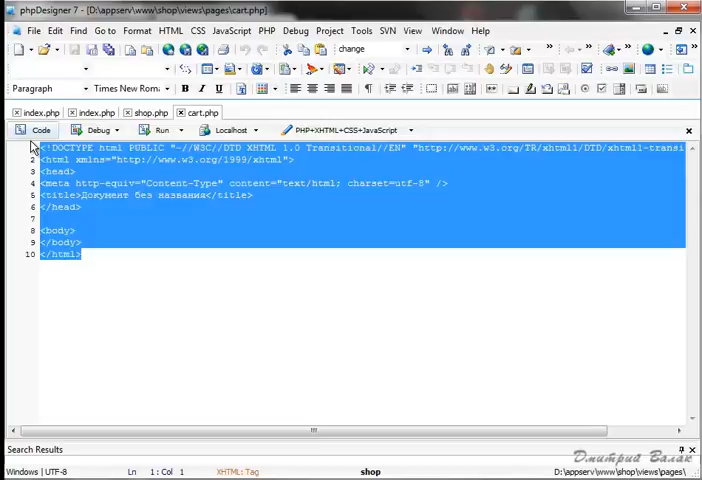 phpDesigner 7 - [D:\appserv\www\shop\views\pages\cart.php]
File Edit Search Find Go to Format HTML CSS JavaScript PHP Debug Project Tools SVN View Window Help
change
Paragraph Times New Rom B I U
index.php index.php shop.php cart.php
Code Debug Run Localhost PHP+XHTML+CSS+JavaScript
<!DOCTYPE html PUBLIC "-//W3C//DTD XHTML 1.0 Transitional//EN" "http://www.w3.org/TR/xhtml1/DTD/xhtml1-transi
2 <html xmlns="http://www.w3.org/1999/xhtml">
3 <head>
4 <meta http-equiv="Content-Type" content="text/html; charset=utf-8" />
5 <title>Документ без названия</title>
6 </head>
7
8 <body>
9 </body>
10 </html>
Search Results
Дмитрий Валак
Windows | UTF-8 Ln 1 : Col 1 XHTML: Tag shop D:\appserv\www\shop\views\pages\